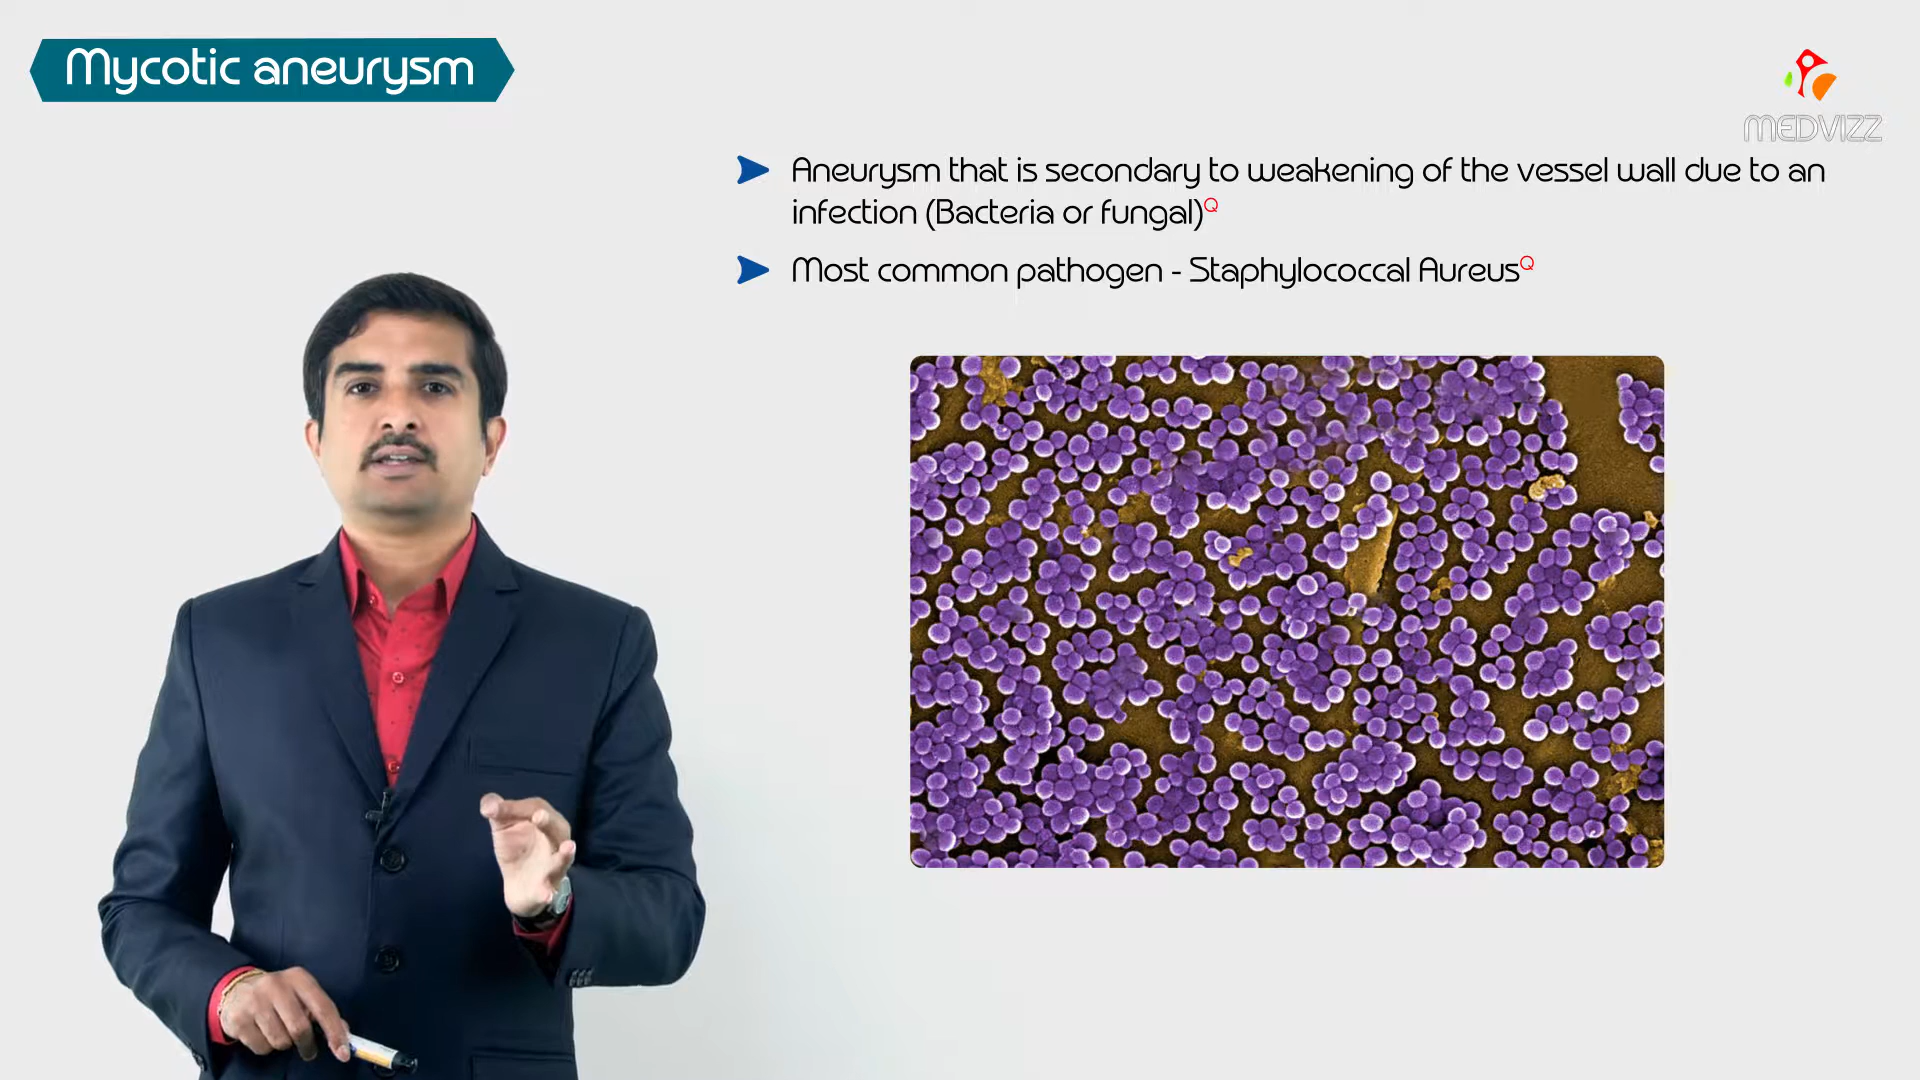 Mycotic aneurysm
MEDVIZZ
Aneurysm that is secondary to weakening of the vessel wall due to an
infection (Bacteria or fungal)Q
Most common pathogen - Staphylococcal AureusQ